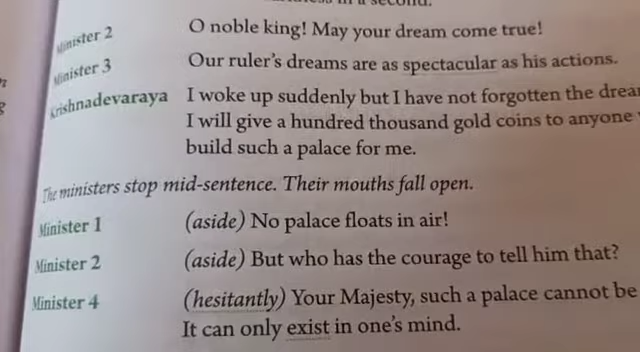 in a second.
Minister 2 O noble king! May your dream come true!
Minister 3 Our ruler's dreams are as spectacular as his actions.
Krishnadevaraya I woke up suddenly but I have not forgotten the
I will give a hundred thousand gold coins to anyone
build such a palace for me.
The ministers stop mid-sentence. Their mouths fall open.
Minister 1 (aside) No palace floats in air!
Minister 2 (aside) But who has the courage to tell him that?
Minister 4 (hesitantly) Your Majesty, such a palace cannot be
It can only exist in one's mind.